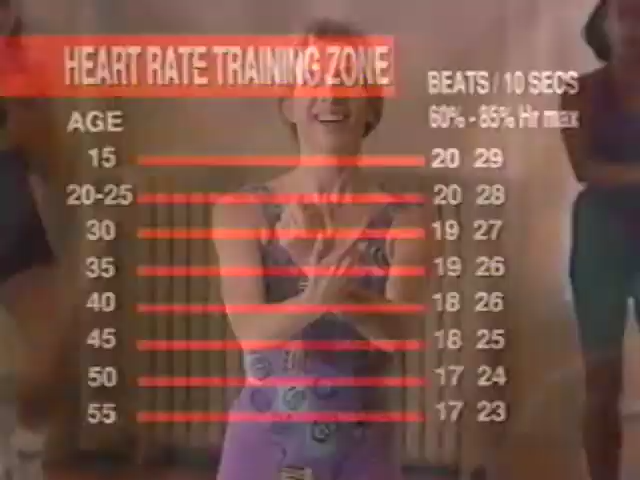 HEART RATE TRAINING ZONE
BEATS / 10 SECS
AGE 60% - 85% Hr max
15 20 29
20-25 20 28
30 19 27
35 19 26
40 18 26
45 18 25
50 17 24
55 17 23